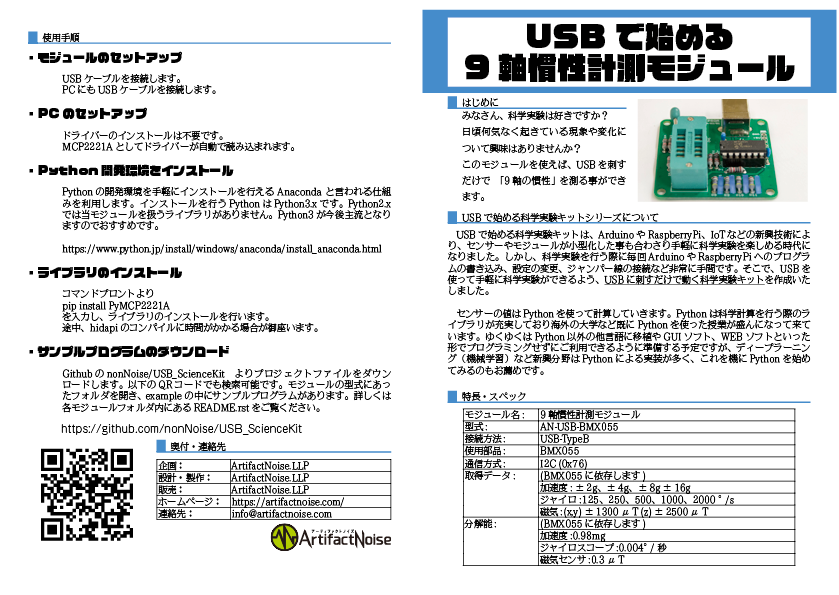 使用手順
・モジュールのセットアップ
USB ケーブルを接続します。
PC にも USB ケーブルを接続します。
・PC のセットアップ
ドライバーのインストールは不要です。
MCP2221A としてドライバーが自動で読み込まれます。
・Python 開発環境をインストール
Python の開発環境を手軽にインストールを行える Anaconda と言われる仕組
みを利用します。インストールを行う Python は Python3.x です。Python2.x
では当モジュールを扱うライブラリがありません。Python3 が今後主流となり
ますのでおすすめです。
https://www.python.jp/install/windows/anaconda/install_anaconda.html
・ライブラリのインストール
コマンドプロントより
pip install PyMCP2221A
を入力し、ライブラリのインストールを行います。
途中、hidapi のコンパイルに時間がかかる場合が御座います。
・サンプルプログラムのダウンロード
Github の nonNoise/USB_ScienceKit よりプロジェクトファイルをダウン
ロードします。以下の QR コードでも検索可能です。モジュールの型式にあっ
たフォルダを開き、example の中にサンプルプログラムがあります。詳しくは
各モジュールフォルダ内にある README.rst をご覧ください。
https://github.com/nonNoise/USB_ScienceKit
奥付・連絡先
企画： ArtifactNoise.LLP
設計・製作： ArtifactNoise.LLP
販売： ArtifactNoise.LLP
ホームページ： https://artifactnoise.com/
連絡先： info@artifactnoise.com
アーティファクトノイズ
ArtifactNoise
USB で始める
9 軸慣性計測モジュール
はじめに
みなさん、科学実験は好きですか？
日頃何気なく起きている現象や変化に
ついて興味はありませんか？
このモジュールを使えば、USB を刺す
だけで 「9 軸の慣性」を測る事ができ
ます。
USB で始める科学実験キットシリーズについて
USB で始める科学実験キットは、Arduino や RaspberryPi、IoT などの新興技術によ
り、センサーやモジュールが小型化した事も合わさり手軽に科学実験を楽しめる時代に
なりました。しかし、科学実験を行う際に毎回 Arduino や RaspberryPi へのプログラ
ムの書き込み、設定の変更、ジャンパー線の接続など非常に手間です。そこで、USB を
使って手軽に科学実験ができるよう、USB に刺すだけで動く科学実験キットを作成いた
しました。
センサーの値は Python を使って計算していきます。Python は科学計算を行う際のラ
イブラリが充実しており海外の大学など既に Python を使った授業が盛んになって来て
います。ゆくゆくは Python 以外の他言語に移植や GUI ソフト、WEB ソフトといった
形でプログラミングせずにご利用できるように準備する予定ですが、ディープラーニン
グ（機械学習）など新興分野は Python による実装が多く、これを機に Python を始め
てみるのもお薦めです。
特長・スペック
モジュール名： 9 軸慣性計測モジュール
型式： AN-USB-BMX055
接続方法： USB-TypeB
使用部品： BMX055
通信方式： I2C (0x76)
取得データ： (BMX055 に依存します)
加速度：± 2g、± 4g、± 8g ± 16g
ジャイロ :125、250、500、1000、2000 ° /s
磁気：(xy) ± 1300 μ T (z) ± 2500 μ T
分解能： (BMX055 に依存します)
加速度 :0.98mg
ジャイロスコープ :0.004° / 秒
磁気センサ :0.3 μ T